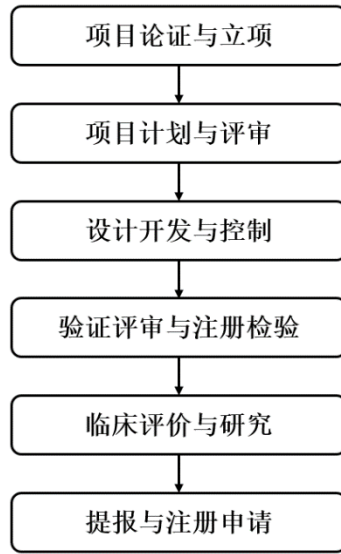 项目论证与立项
项目计划与评审
设计开发与控制
验证评审与注册检验
临床评价与研究
提报与注册申请